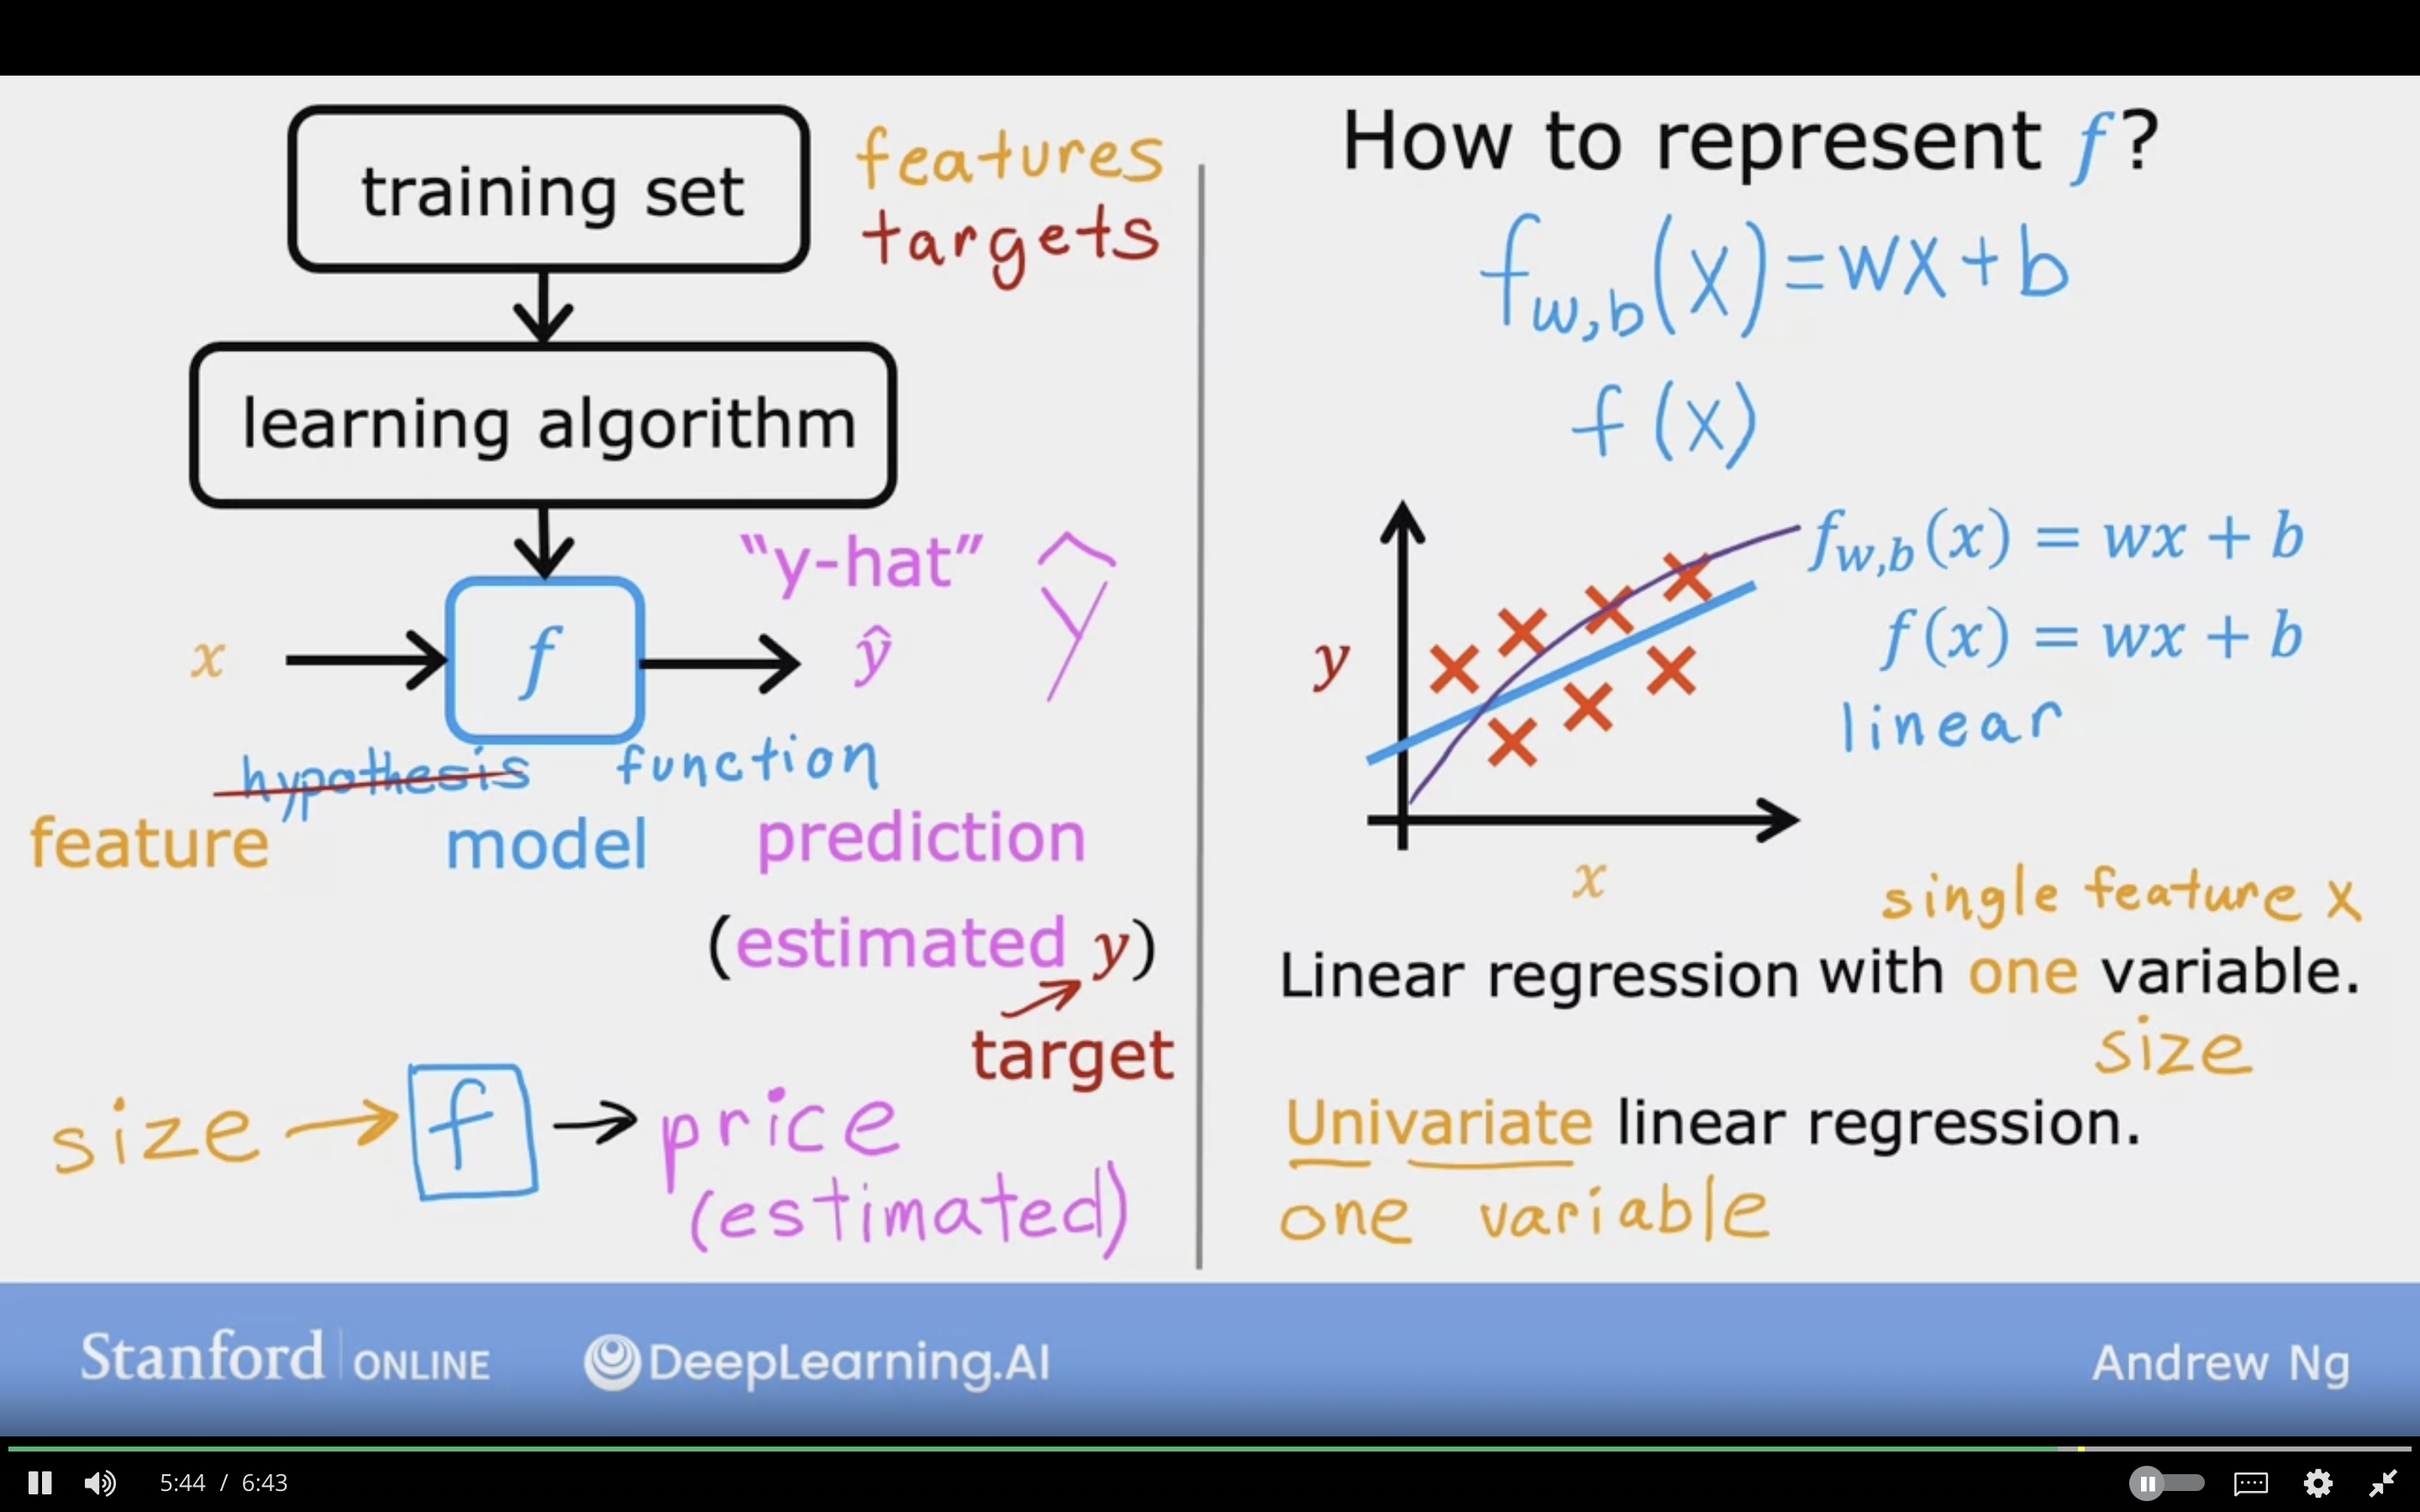 training set
features
targets
learning algorithm
"y-hat"
x
f
ŷ
ŷ
hypothesis
function
feature
model
prediction
(estimated y)
target
size → f → price
(estimated)
How to represent f?
f_{w,b}(x) = wx + b
f(x)
f_{w,b}(x) = wx + b
f(x) = wx + b
linear
y
x
single feature x
Linear regression with one variable.
size
Univariate linear regression.
one variable
Stanford ONLINE
DeepLearning.AI
Andrew Ng
5:44 / 6:43